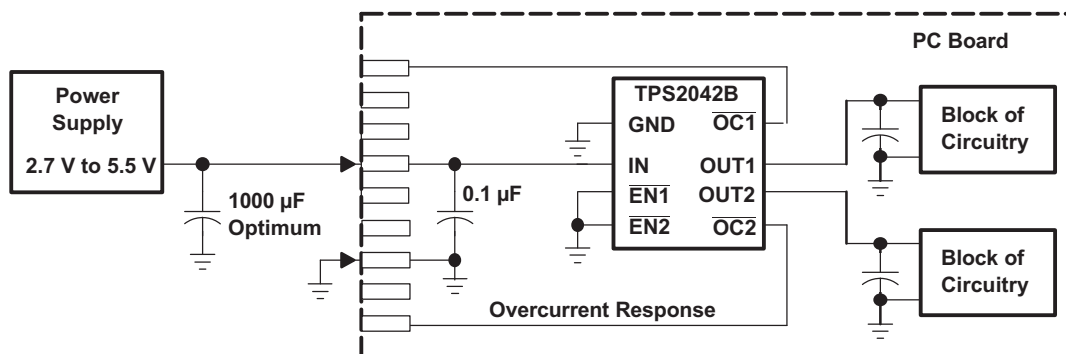 PC Board
Power
Supply
2.7 V to 5.5 V
1000 µF
Optimum
0.1 µF
TPS2042B
GND
OC1
IN
OUT1
EN1
OUT2
EN2
OC2
Overcurrent Response
Block of
Circuitry
Block of
Circuitry